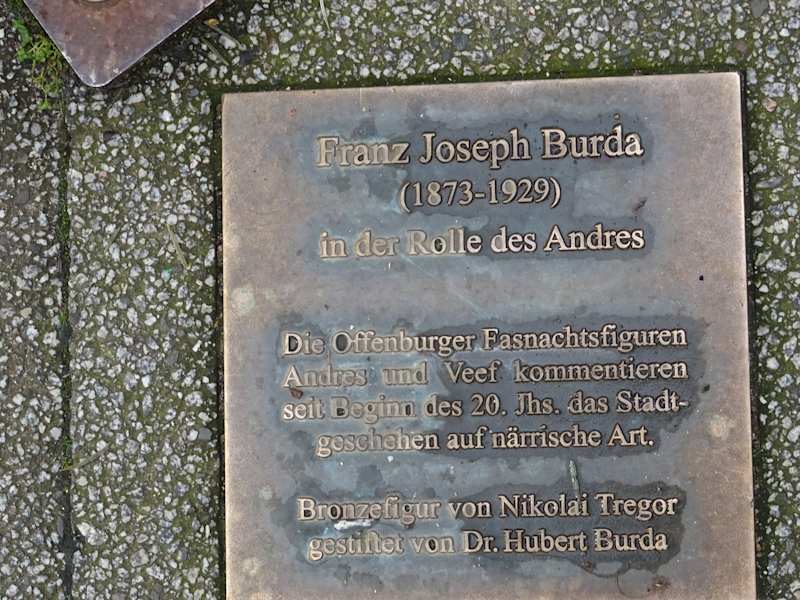 Franz Joseph Burda
(1873-1929)
in der Rolle des Andres
Die Offenburger Fasnachtsfiguren
Andres und Veef kommentieren
seit Beginn des 20. Jhs. das Stadt-
geschehen auf närrische Art.
Bronzefigur von Nikolai Tregor
gestiftet von Dr. Hubert Burda